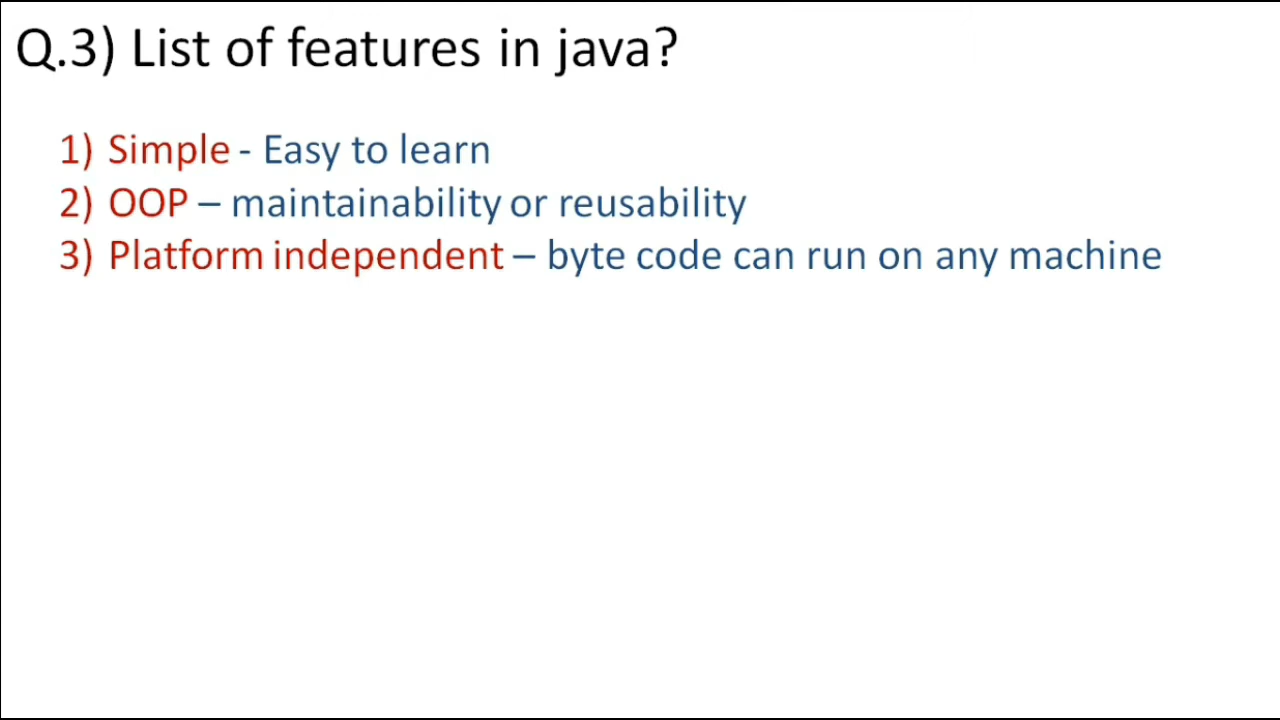 Q.3) List of features in java?
1) Simple - Easy to learn
2) OOP – maintainability or reusability
3) Platform independent – byte code can run on any machine